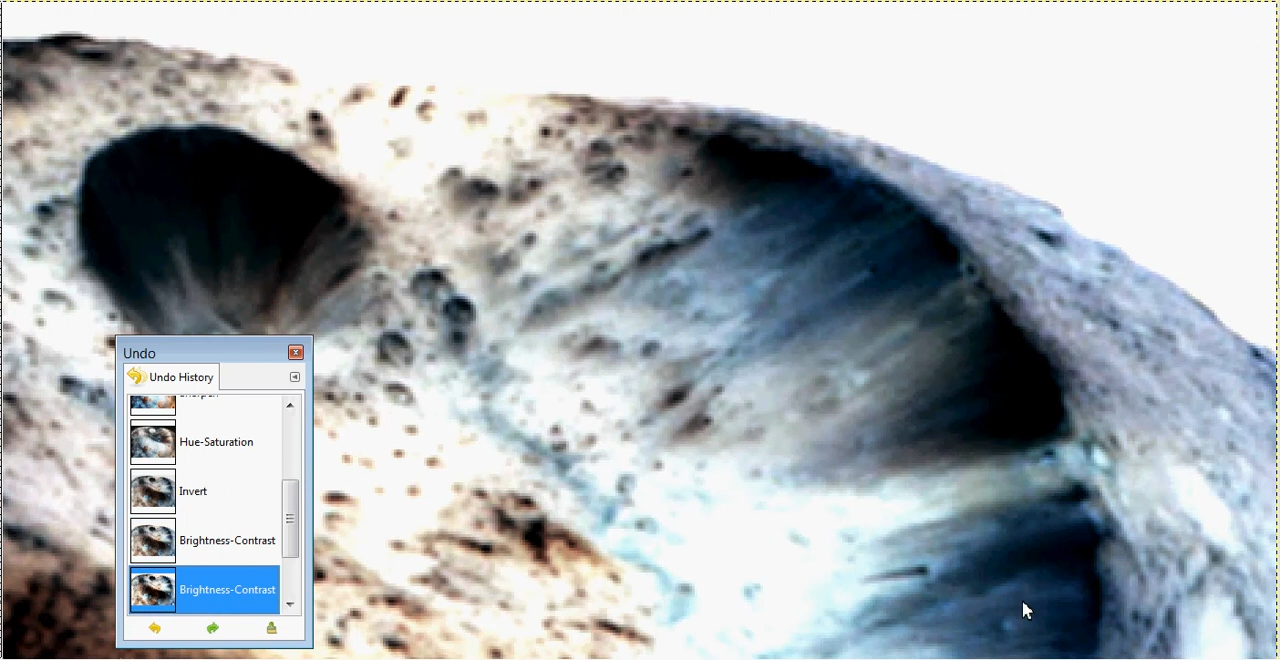 Undo
Undo History
Hue-Saturation
Invert
Brightness-Contrast
Brightness-Contrast